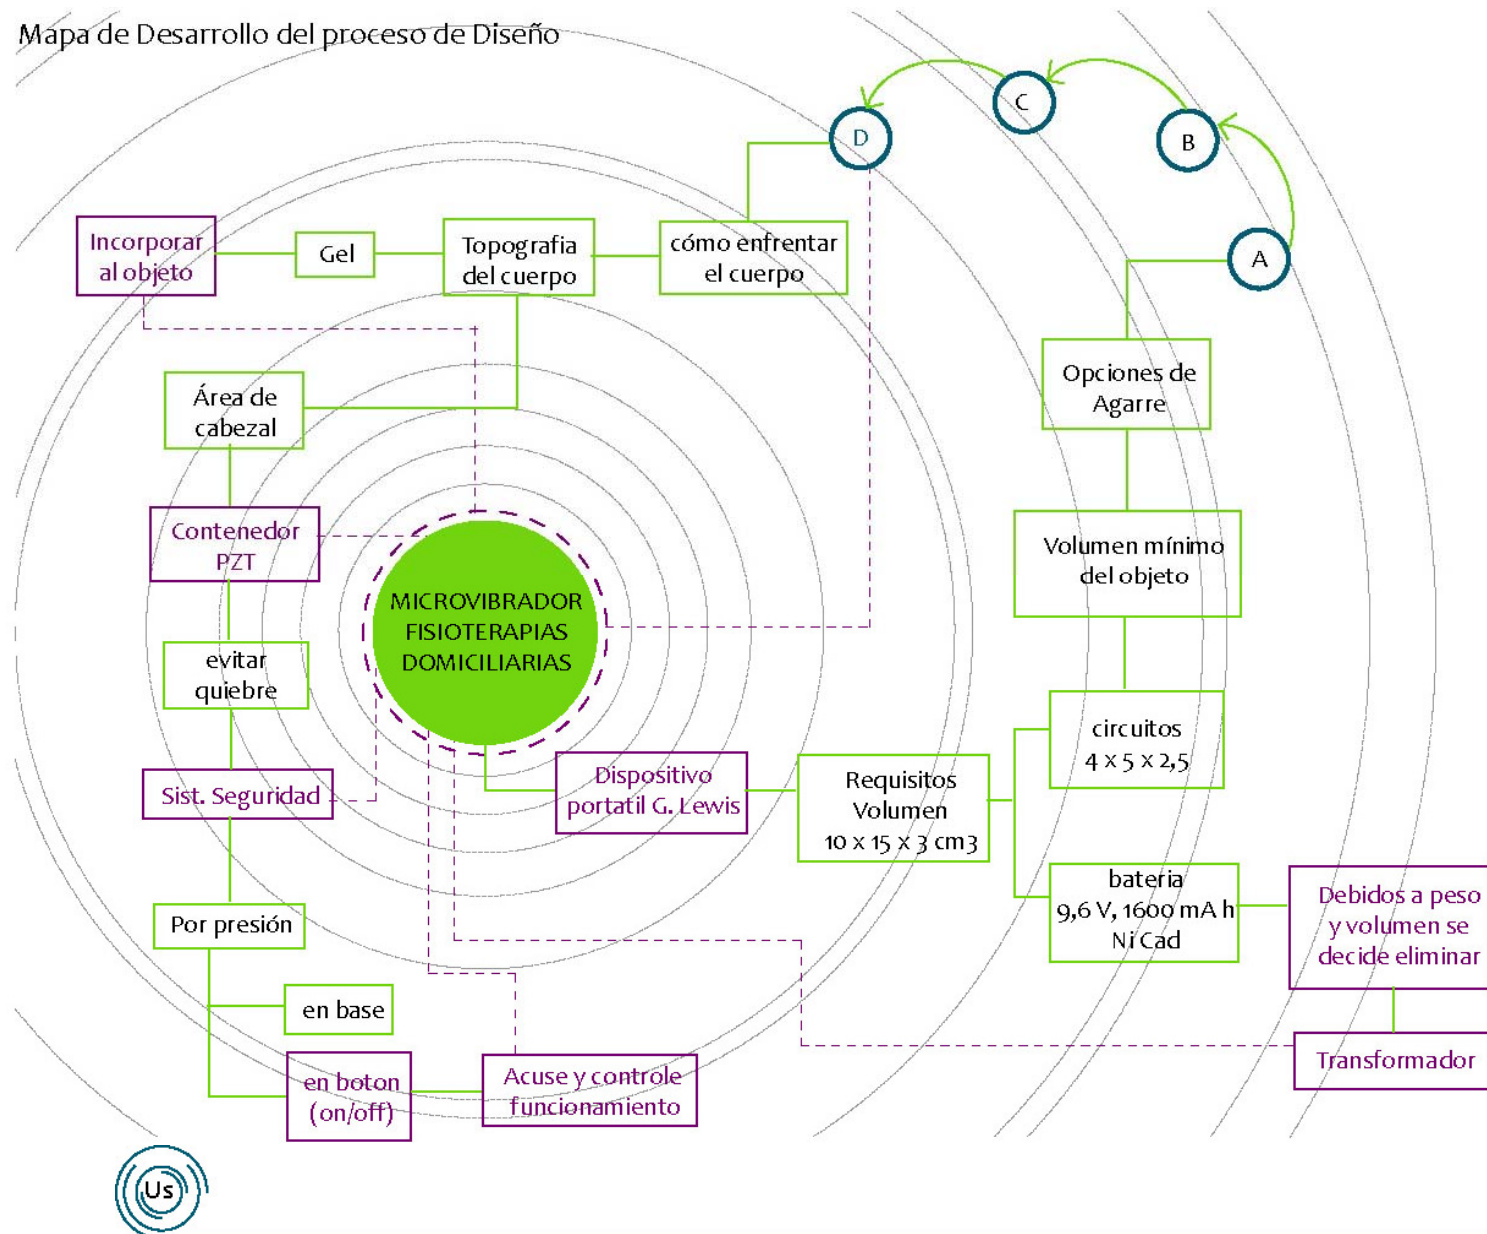 Mapa de Desarrollo del proceso de Diseño
D
C
B
A
Incorporar
al objeto
Gel
Topografia
del cuerpo
cómo enfrentar
el cuerpo
Opciones de
Agarre
Área de
cabezal
Contenedor
PZT
Volumen mínimo
del objeto
MICROVIBRADOR
FISIOTERAPIAS
DOMICILIARIAS
evitar
quiebre
Sist. Seguridad
Dispositivo
portatil G. Lewis
Requisitos
Volumen
10 x 15 x 3 cm3
circuitos
4 x 5 x 2,5
bateria
9,6 V, 1600 mA h
Ni Cad
Debidos a peso
y volumen se
decide eliminar
Por presión
en base
en boton
(on/off)
Acuse y controle
funcionamiento
Transformador
Us